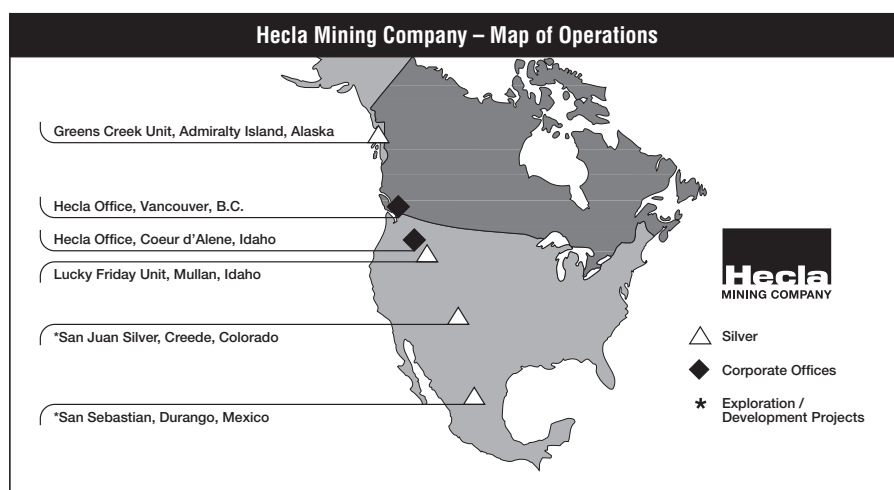 Hecla Mining Company – Map of Operations
Greens Creek Unit, Admiralty Island, Alaska
Hecla Office, Vancouver, B.C.
Hecla Office, Coeur d'Alene, Idaho
Lucky Friday Unit, Mullan, Idaho
*San Juan Silver, Creede, Colorado
*San Sebastian, Durango, Mexico
Hecla
MINING COMPANY
Silver
Corporate Offices
* Exploration /
Development Projects